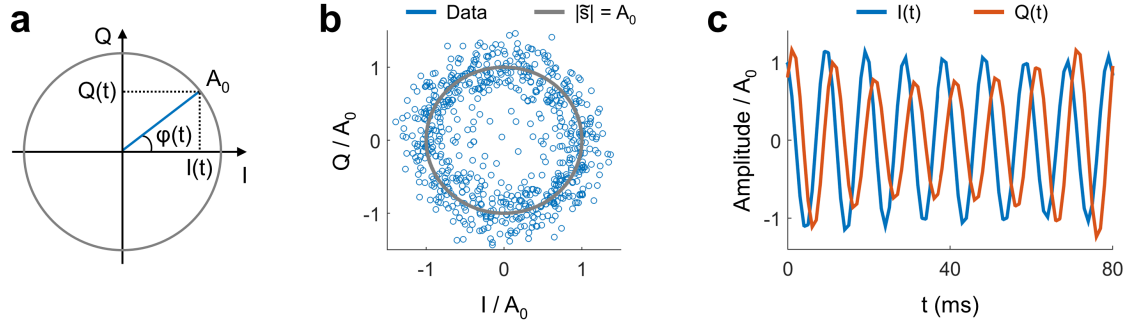 a
Q
Q(t)
A₀
φ(t)
I(t)
I
b
Data
|s̃| = A₀
Q / A₀
1
0
-1
-1
0
1
I / A₀
c
I(t)
Q(t)
Amplitude / A₀
1
0
-1
0
40
80
t (ms)